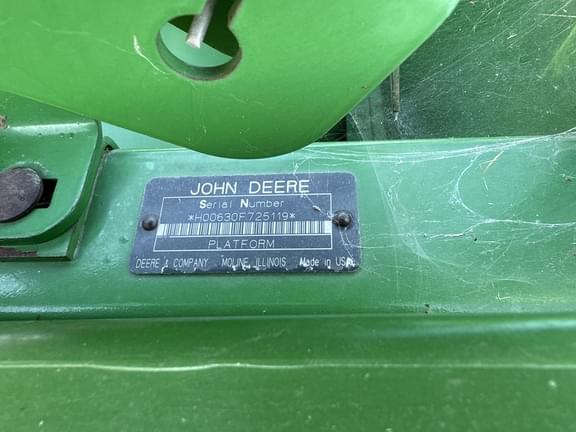 JOHN DEERE
Serial Number
*H00630F725119*
PLATFORM
DEERE & COMPANY MOLINE, ILLINOIS Made in USA